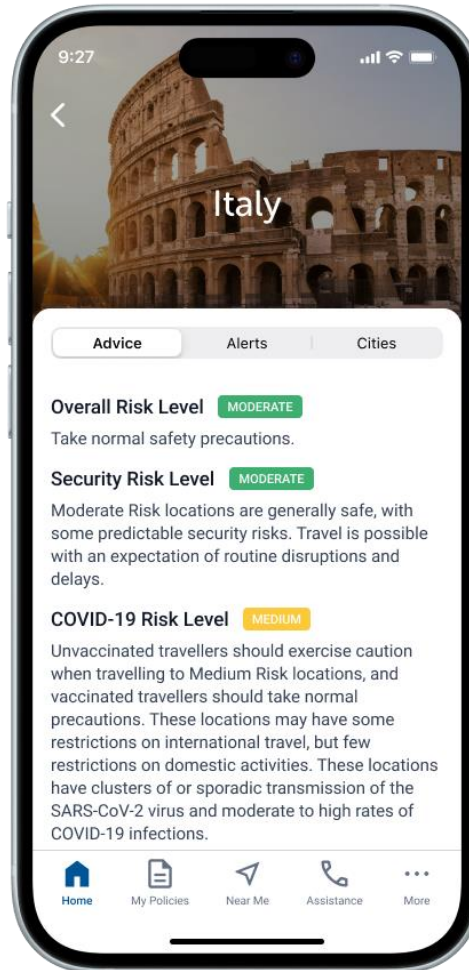 9:27
Italy
Advice Alerts Cities
Overall Risk Level MODERATE
Take normal safety precautions.
Security Risk Level MODERATE
Moderate Risk locations are generally safe, with
some predictable security risks. Travel is possible
with an expectation of routine disruptions and
delays.
COVID-19 Risk Level MEDIUM
Unvaccinated travellers should exercise caution
when travelling to Medium Risk locations, and
vaccinated travellers should take normal
precautions. These locations may have some
restrictions on international travel, but few
restrictions on domestic activities. These locations
have clusters of or sporadic transmission of the
SARS-CoV-2 virus and moderate to high rates of
COVID-19 infections.
Home My Policies Near Me Assistance More